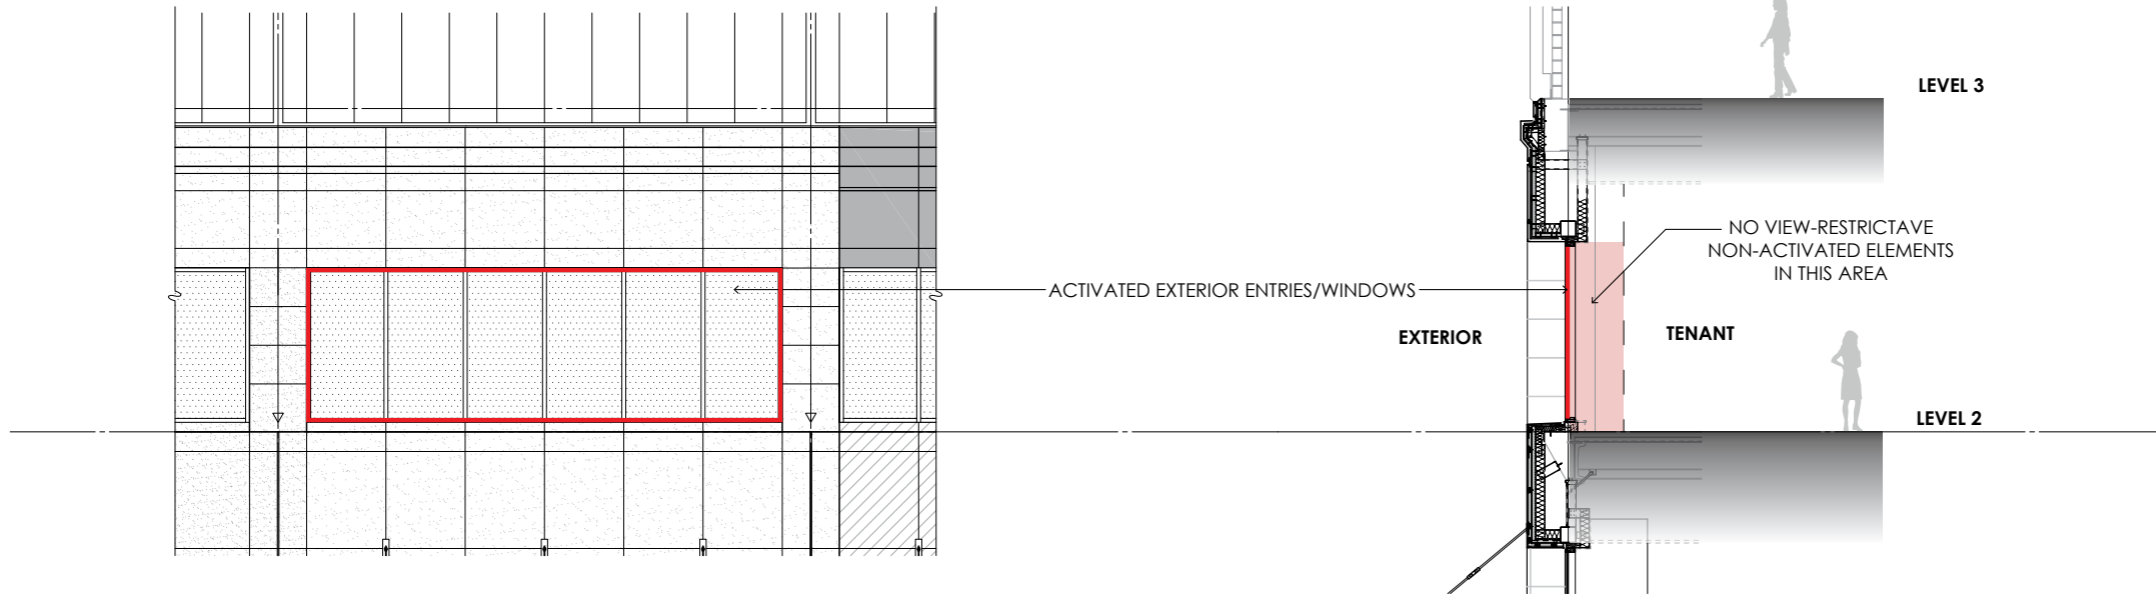 LEVEL 3
NO VIEW-RESTRICTAVE
NON-ACTIVATED ELEMENTS
IN THIS AREA
ACTIVATED EXTERIOR ENTRIES/WINDOWS
EXTERIOR
TENANT
LEVEL 2